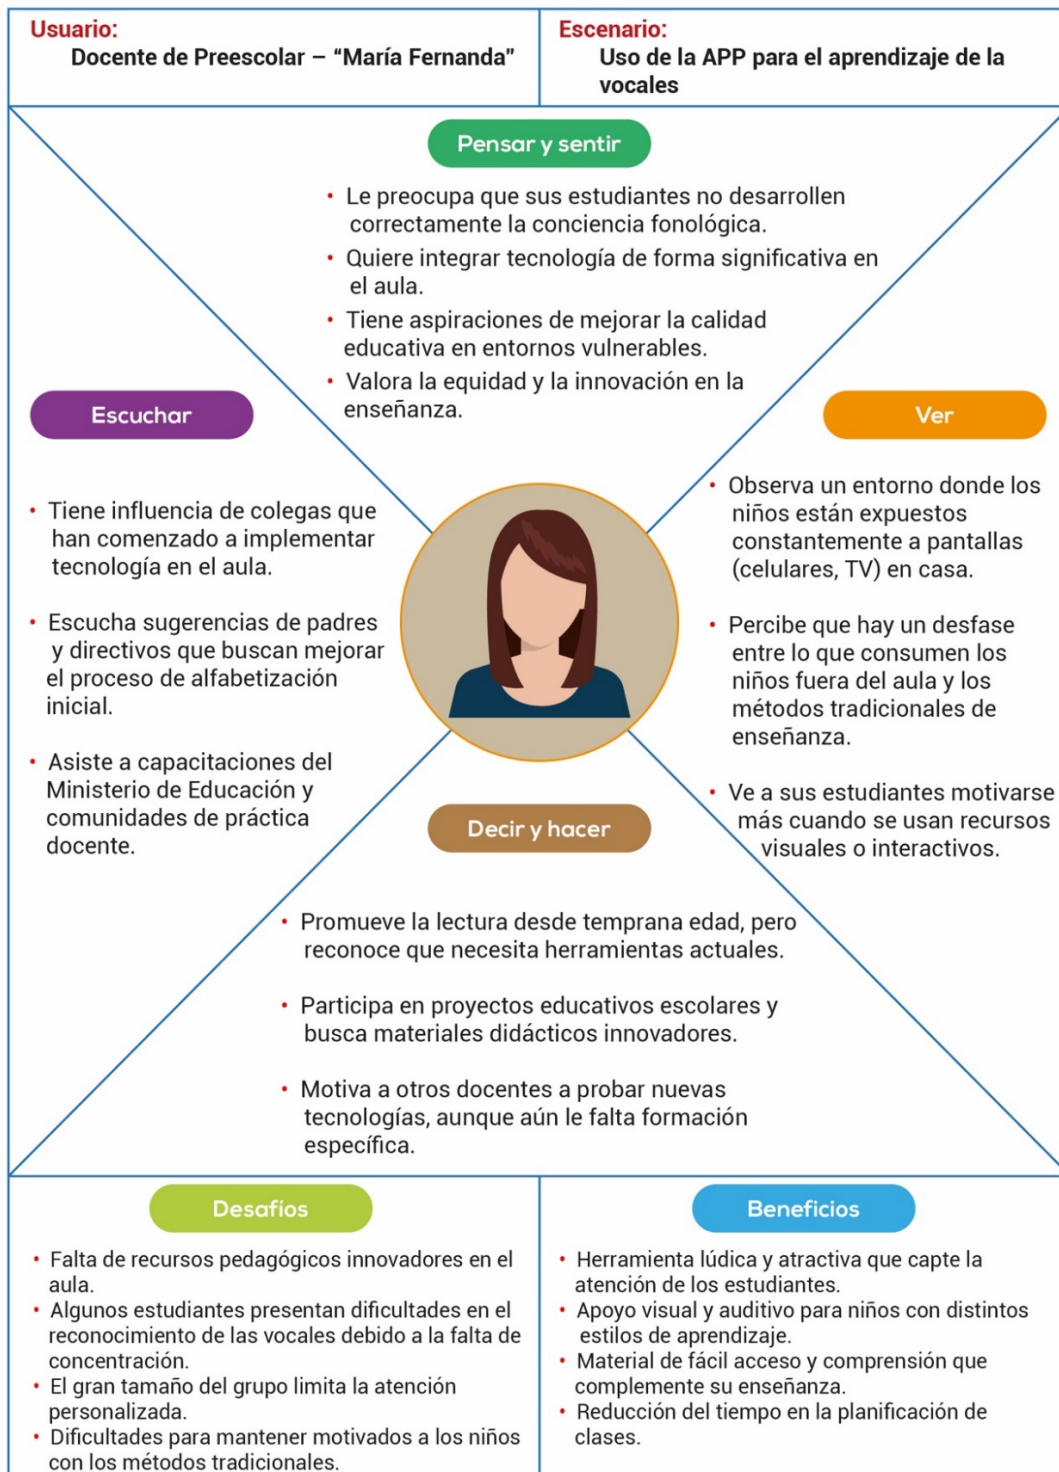 Usuario:
Docente de Preescolar – “María Fernanda”
Escenario:
Uso de la APP para el aprendizaje de la
vocales
Pensar y sentir
• Le preocupa que sus estudiantes no desarrollen
correctamente la conciencia fonológica.
• Quiere integrar tecnología de forma significativa en
el aula.
• Tiene aspiraciones de mejorar la calidad
educativa en entornos vulnerables.
• Valora la equidad y la innovación en la
enseñanza.
Escuchar
• Tiene influencia de colegas que
han comenzado a implementar
tecnología en el aula.
• Escucha sugerencias de padres
y directivos que buscan mejorar
el proceso de alfabetización
inicial.
• Asiste a capacitaciones del
Ministerio de Educación y
comunidades de práctica
docente.
Ver
• Observa un entorno donde los
niños están expuestos
constantemente a pantallas
(celulares, TV) en casa.
• Percibe que hay un desfase
entre lo que consumen los
niños fuera del aula y los
métodos tradicionales de
enseñanza.
• Ve a sus estudiantes motivarse
más cuando se usan recursos
visuales o interactivos.
Decir y hacer
• Promueve la lectura desde temprana edad, pero
reconoce que necesita herramientas actuales.
• Participa en proyectos educativos escolares y
busca materiales didácticos innovadores.
• Motiva a otros docentes a probar nuevas
tecnologías, aunque aún le falta formación
específica.
Desafíos
• Falta de recursos pedagógicos innovadores en el
aula.
• Algunos estudiantes presentan dificultades en el
reconocimiento de las vocales debido a la falta de
concentración.
• El gran tamaño del grupo limita la atención
personalizada.
• Dificultades para mantener motivados a los niños
con los métodos tradicionales.
Beneficios
• Herramienta lúdica y atractiva que capte la
atención de los estudiantes.
• Apoyo visual y auditivo para niños con distintos
estilos de aprendizaje.
• Material de fácil acceso y comprensión que
complemente su enseñanza.
• Reducción del tiempo en la planificación de
clases.